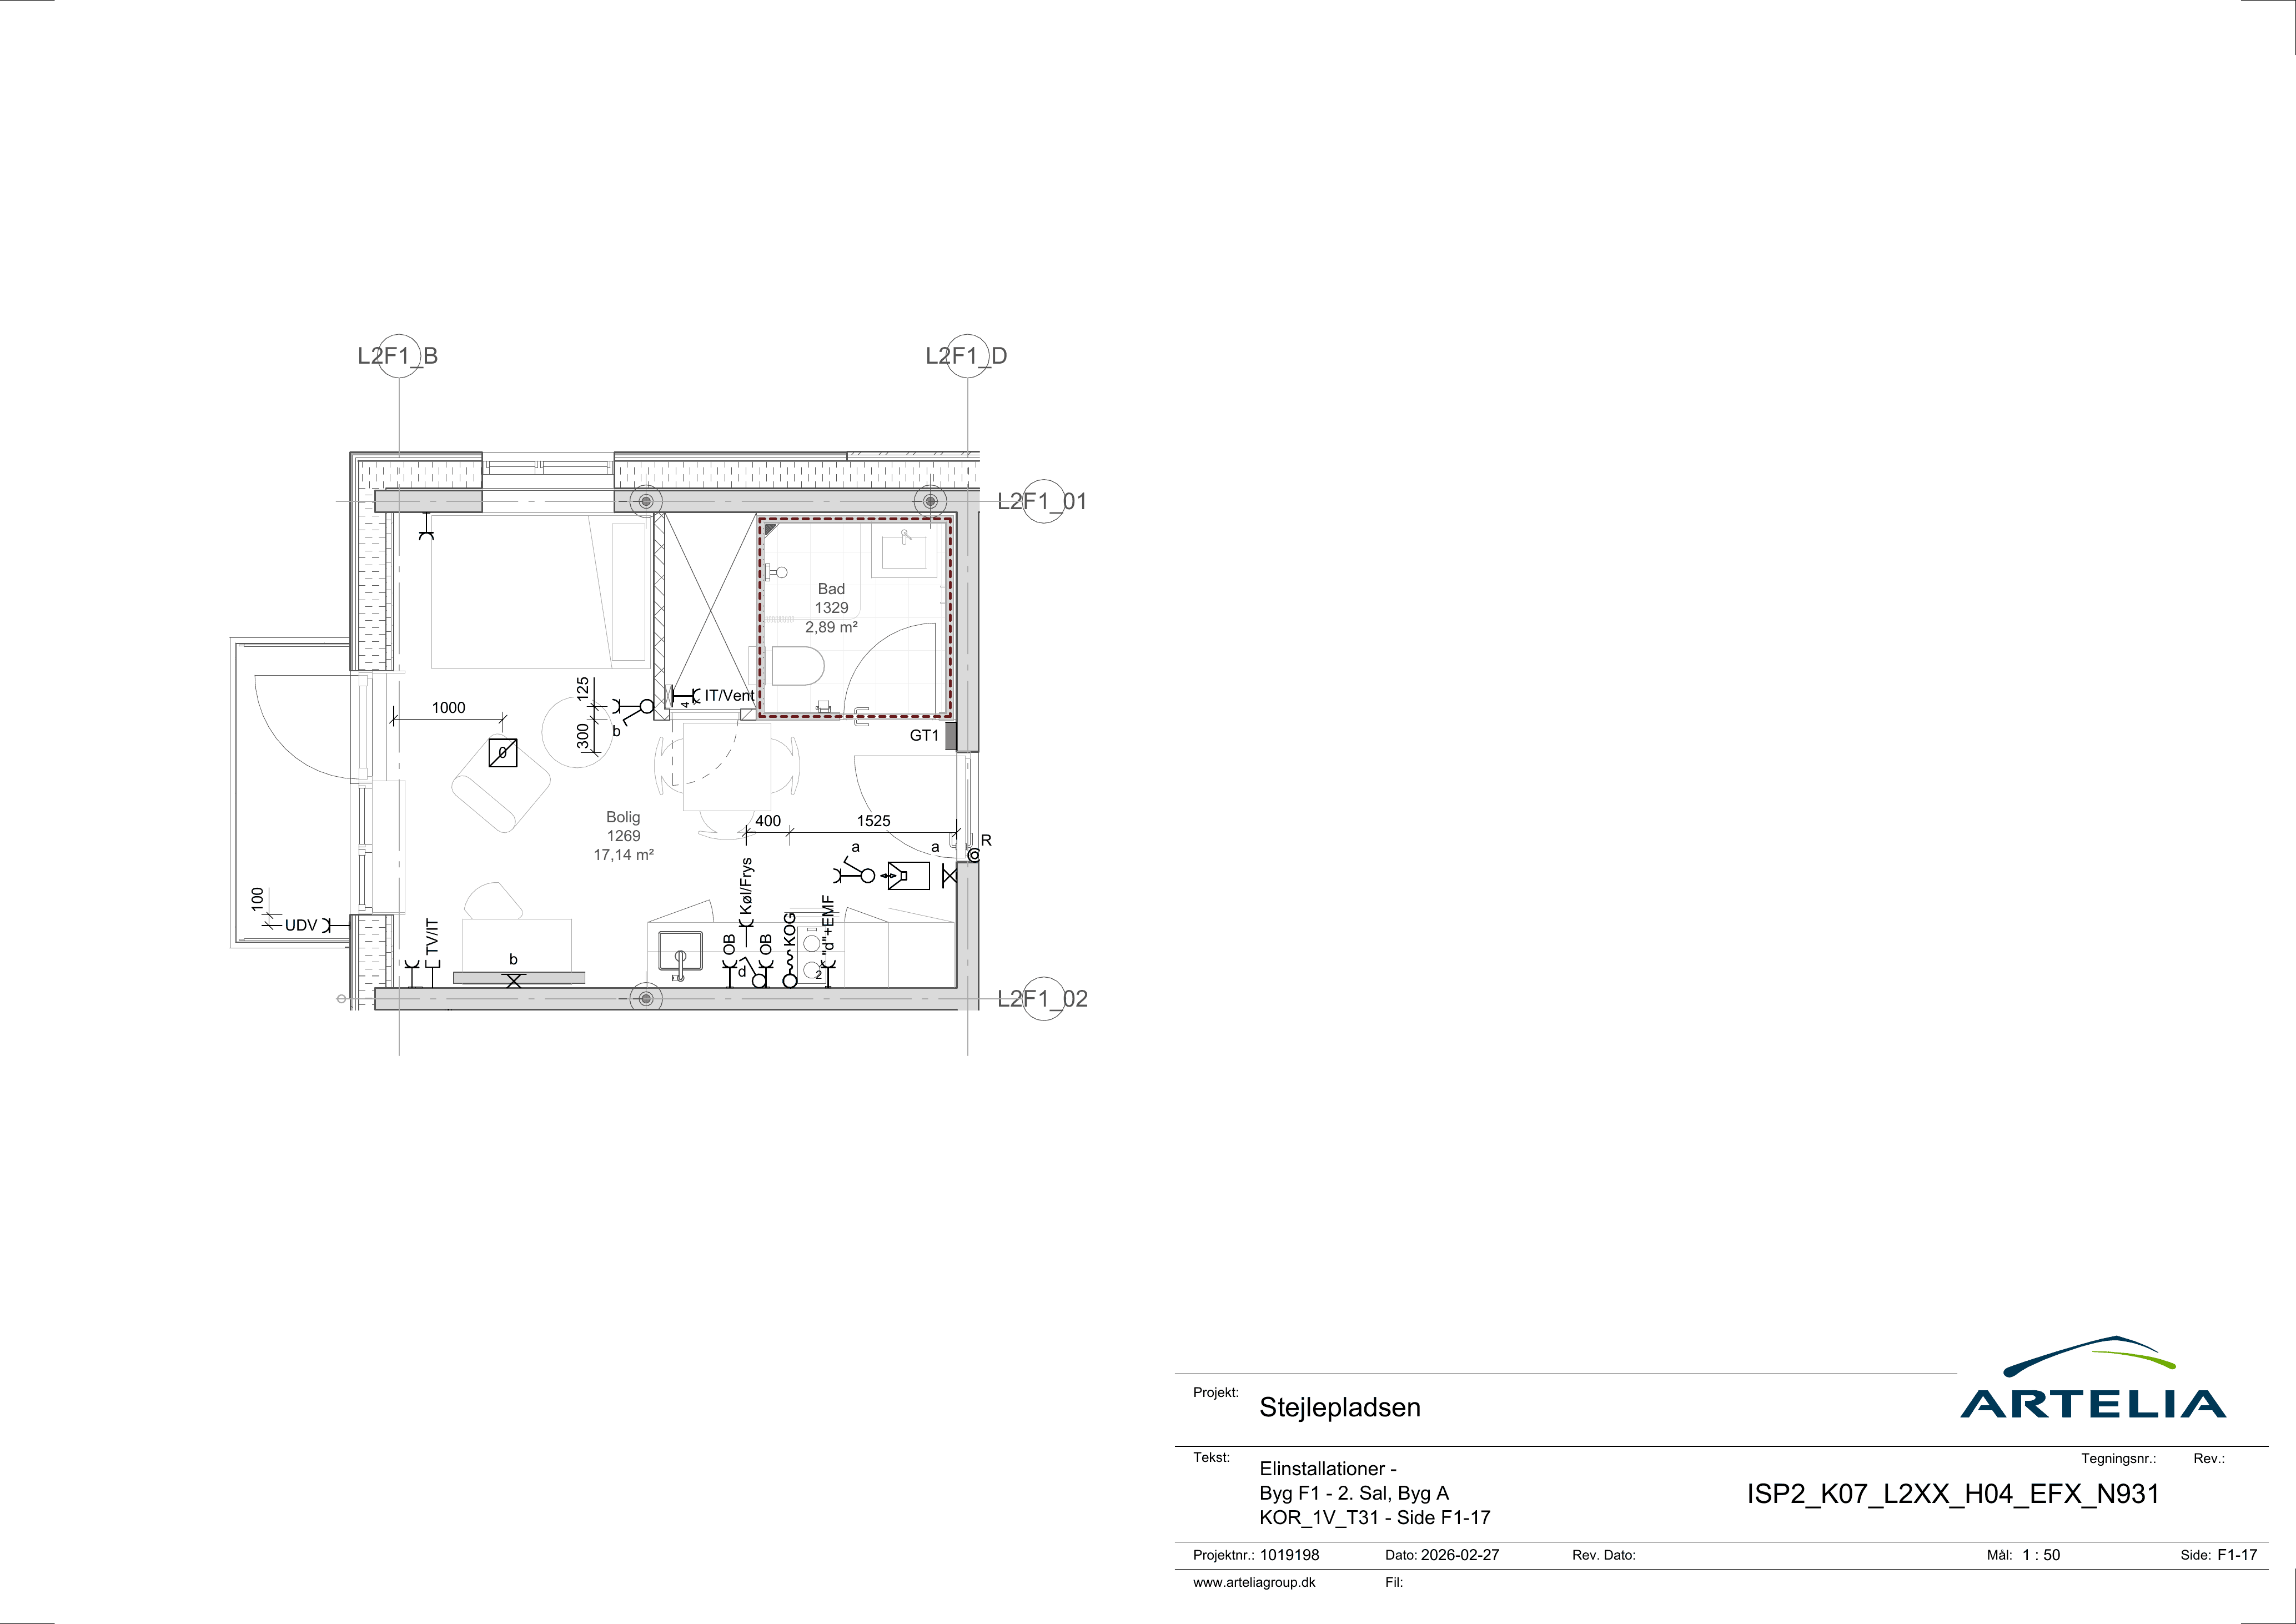 L2F1_B
L2F1_D
L2F1_01
Bad
1329
2,89 m²
125
IT/Vent
4
1000
300
b
GT1
0
Bolig
1269
17,14 m²
400
1525
R
a
a
Køl/Frys
100
UDV
TV/IT
b
OB
d
OB
KOG
"d"+EMF
2
L2F1_02
Projekt:
Stejlepladsen
ARTELIA
Tekst:
Elinstallationer -
Byg F1 - 2. Sal, Byg A
KOR_1V_T31 - Side F1-17
Tegningsnr.:
Rev.:
ISP2_K07_L2XX_H04_EFX_N931
Projektnr.: 1019198
Dato: 2026-02-27
Rev. Dato:
Mål: 1 : 50
Side: F1-17
www.arteliagroup.dk
Fil: